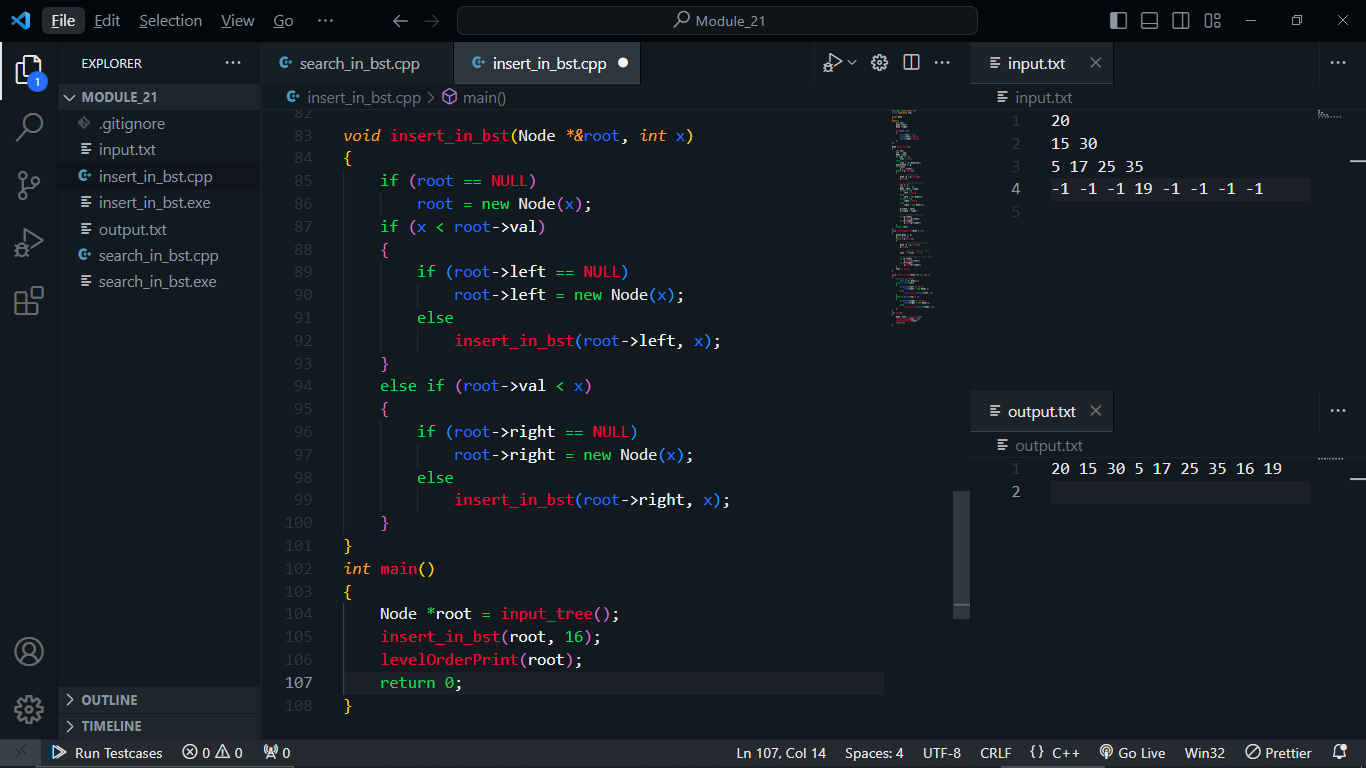 File Edit Selection View Go ··· Module_21
1
EXPLORER ···
MODULE_21
.gitignore
input.txt
insert_in_bst.cpp
insert_in_bst.exe
output.txt
search_in_bst.cpp
search_in_bst.exe
OUTLINE
TIMELINE
search_in_bst.cpp insert_in_bst.cpp ···
insert_in_bst.cpp > main()
82
83 void insert_in_bst(Node *&root, int x)
84 {
85 if (root == NULL)
86 root = new Node(x);
87 if (x < root->val)
88 {
89 if (root->left == NULL)
90 root->left = new Node(x);
91 else
92 insert_in_bst(root->left, x);
93 }
94 else if (root->val < x)
95 {
96 if (root->right == NULL)
97 root->right = new Node(x);
98 else
99 insert_in_bst(root->right, x);
100 }
101 }
102 int main()
103 {
104 Node *root = input_tree();
105 insert_in_bst(root, 16);
106 levelOrderPrint(root);
107 return 0;
108 }
input.txt ···
input.txt
1 20
2 15 30
3 5 17 25 35
4 -1 -1 -1 19 -1 -1 -1 -1
5
output.txt ···
output.txt
1 20 15 30 5 17 25 35 16 19
2
Run Testcases 0 0 0 Ln 107, Col 14 Spaces: 4 UTF-8 CRLF {} C++ Go Live Win32 Prettier